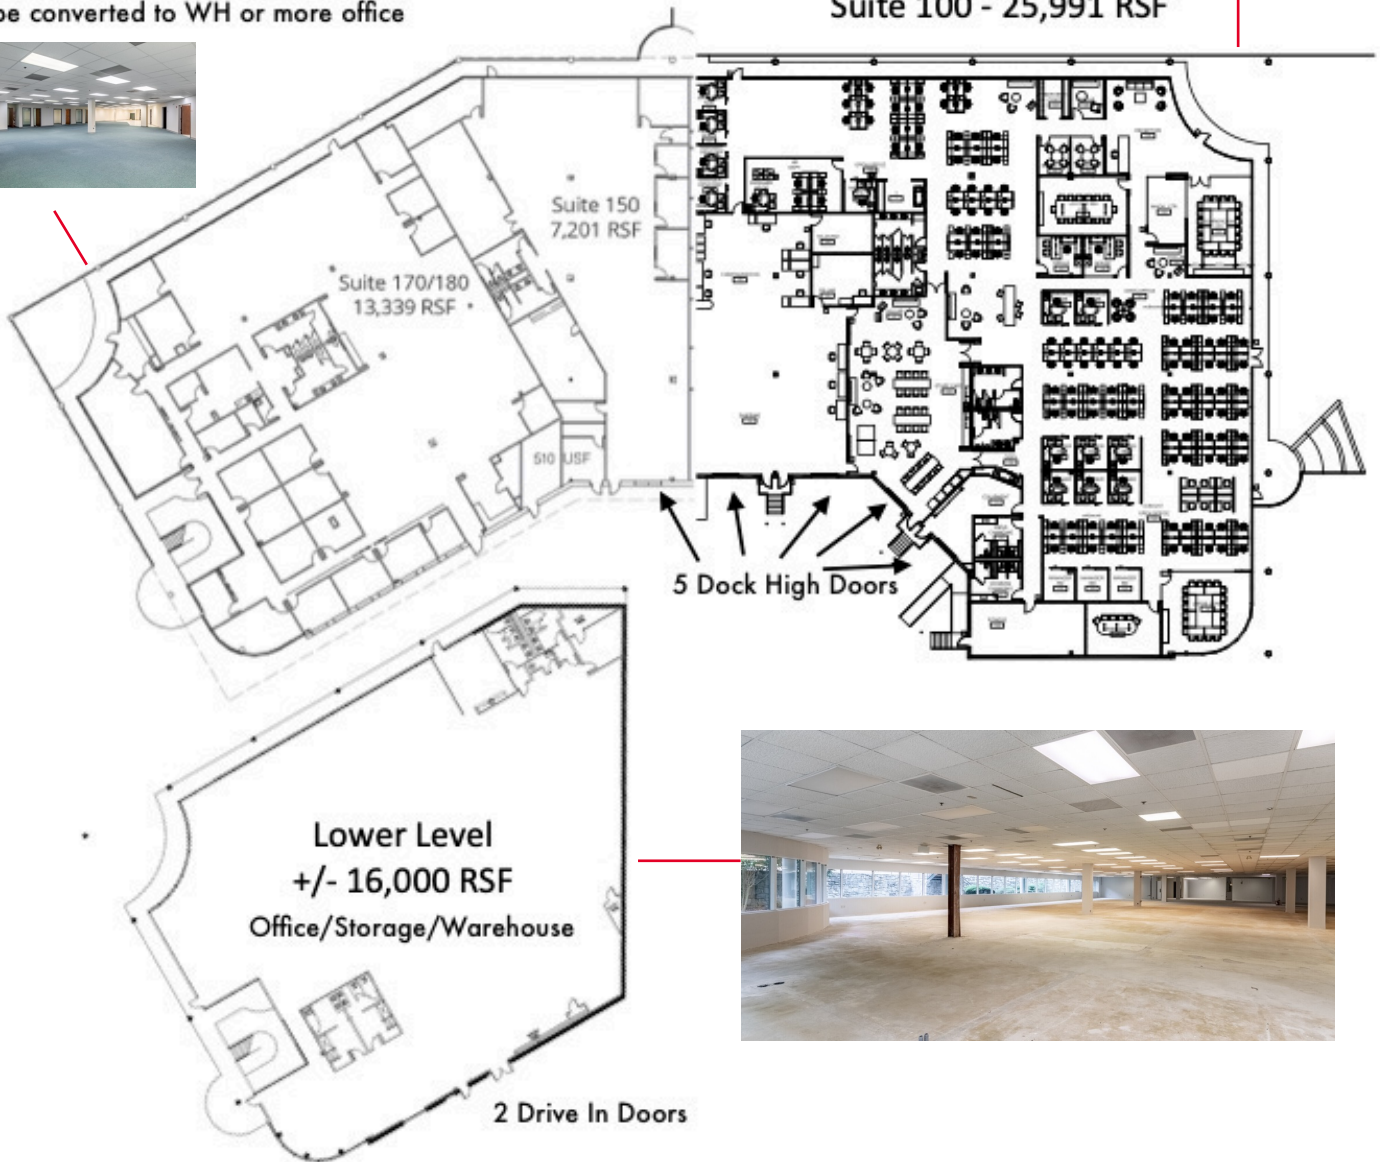 be converted to WH or more office
Suite 100 - 25,991 RSF
Suite 150
7,201 RSF
Suite 170/180
13,339 RSF
510 USF
5 Dock High Doors
Lower Level
+/- 16,000 RSF
Office/Storage/Warehouse
2 Drive In Doors